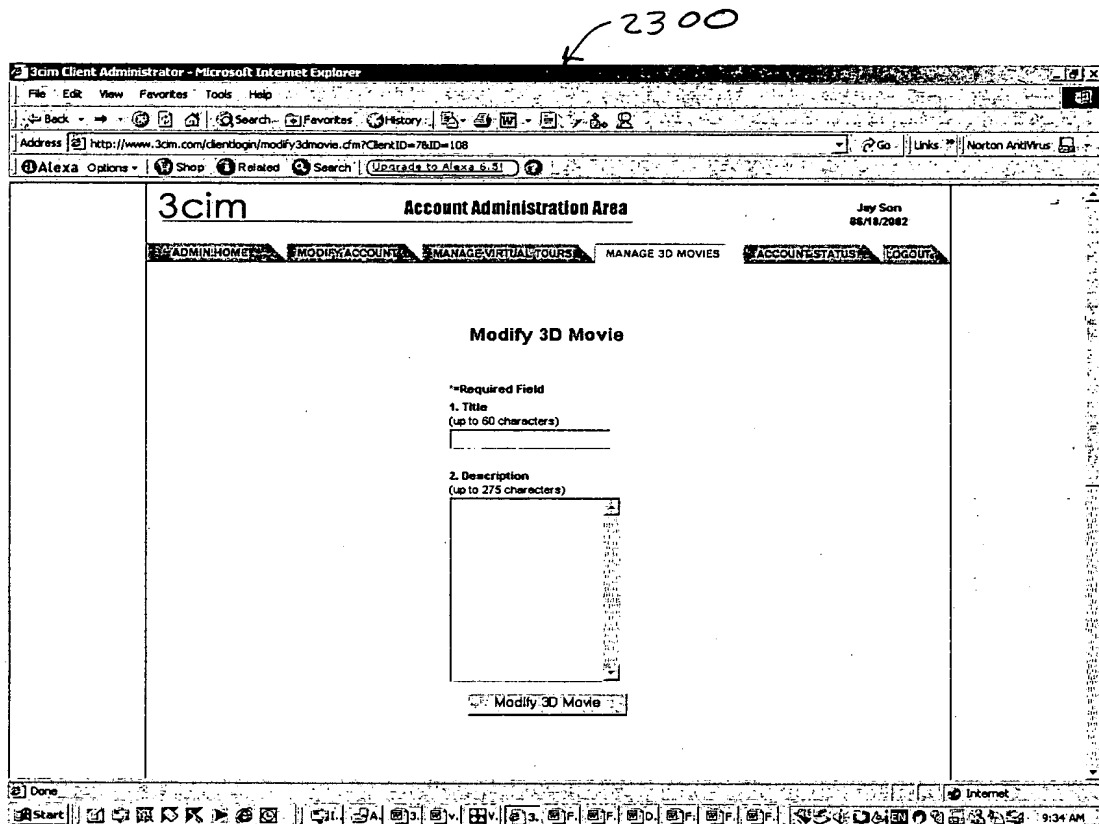 2300
3cim Client Administrator - Microsoft Internet Explorer
File Edit View Favorites Tools Help
Back Search Favorites History
Address http://www.3cim.com/clientlogin/modify3dmovie.cfm?ClientID=7&ID=108 Go Links » Norton AntiVirus
Alexa Options Shop Related Search Upgrade to Alexa 6.5!
3cim Account Administration Area Jay Son
08/18/2002
ADMIN HOME MODIFY ACCOUNT MANAGE VIRTUAL TOURS MANAGE 3D MOVIES ACCOUNT STATUS LOGOUT
Modify 3D Movie
*=Required Field
1. Title
(up to 60 characters)
2. Description
(up to 275 characters)
Modify 3D Movie
Done Internet
Start 9:34 AM